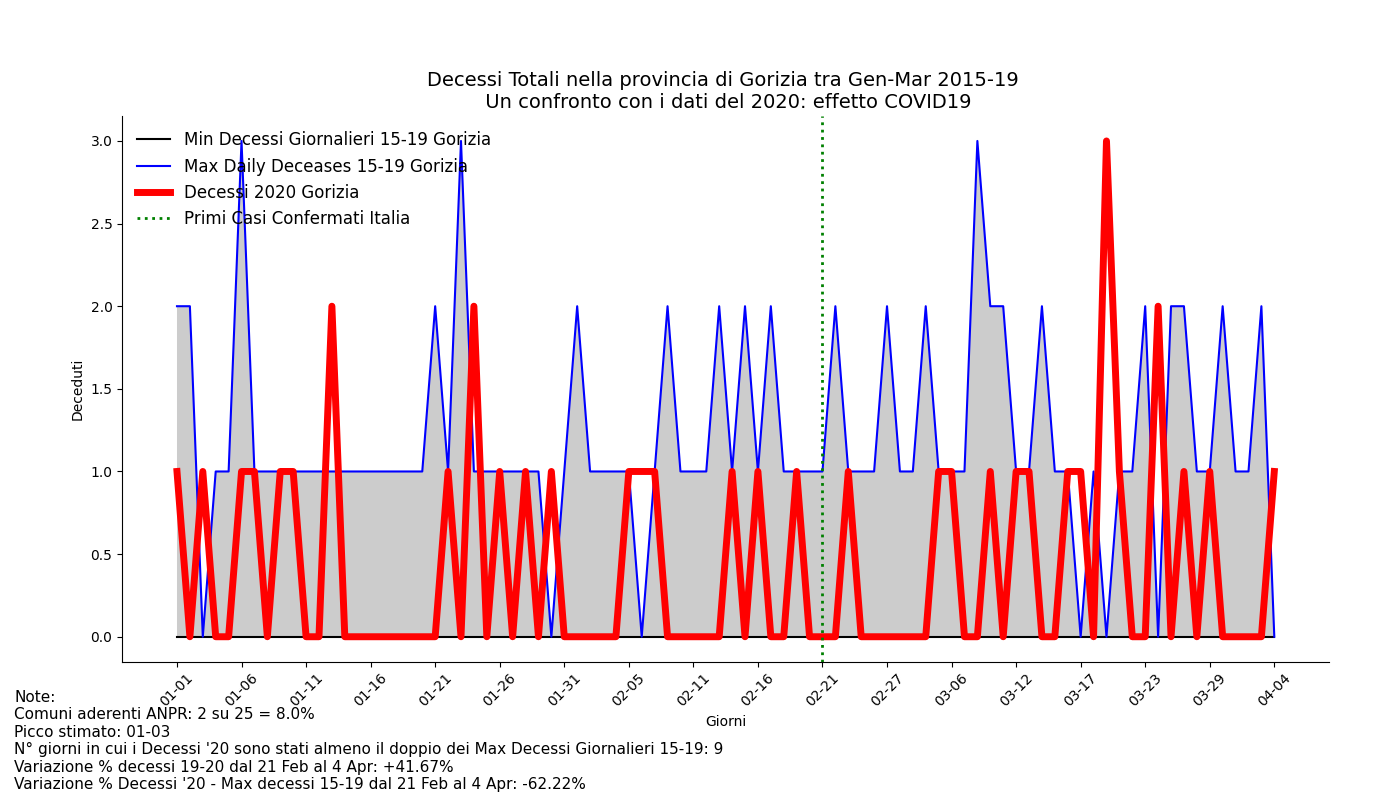 Decessi Totali nella provincia di Gorizia tra Gen-Mar 2015-19
Un confronto con i dati del 2020: effetto COVID19
Min Decessi Giornalieri 15-19 Gorizia
Max Daily Deceases 15-19 Gorizia
Decessi 2020 Gorizia
Primi Casi Confermati Italia
3.0
2.5
2.0
1.5
1.0
0.5
0.0
Deceduti
01-01
01-06
01-11
01-16
01-21
01-26
01-31
02-05
02-11
02-16
02-21
02-27
03-06
03-12
03-17
03-23
03-29
04-04
Giorni
Note:
Comuni aderenti ANPR: 2 su 25 = 8.0%
Picco stimato: 01-03
N° giorni in cui i Decessi '20 sono stati almeno il doppio dei Max Decessi Giornalieri 15-19: 9
Variazione % decessi 19-20 dal 21 Feb al 4 Apr: +41.67%
Variazione % Decessi '20 - Max decessi 15-19 dal 21 Feb al 4 Apr: -62.22%